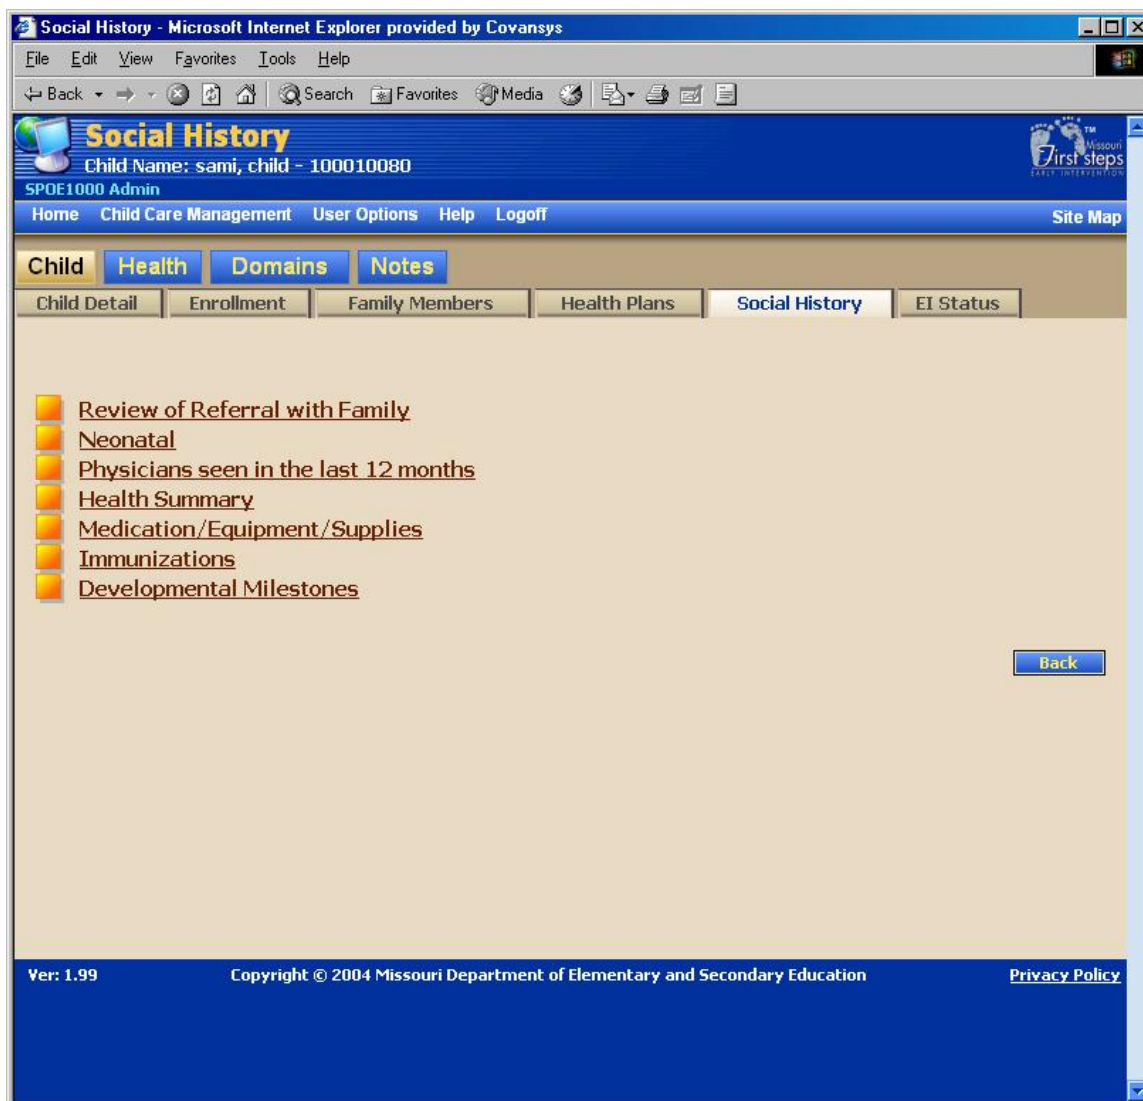 Social History - Microsoft Internet Explorer provided by Covansys
File Edit View Favorites Tools Help
Back Search Favorites Media
Social History
Child Name: sami, child - 100010080
SPOE1000 Admin
TM
Missouri
First steps
EARLY INTERVENTION
Home Child Care Management User Options Help Logoff Site Map
Child Health Domains Notes
Child Detail Enrollment Family Members Health Plans Social History EI Status
Review of Referral with Family
Neonatal
Physicians seen in the last 12 months
Health Summary
Medication/Equipment/Supplies
Immunizations
Developmental Milestones
Back
Ver: 1.99 Copyright © 2004 Missouri Department of Elementary and Secondary Education Privacy Policy